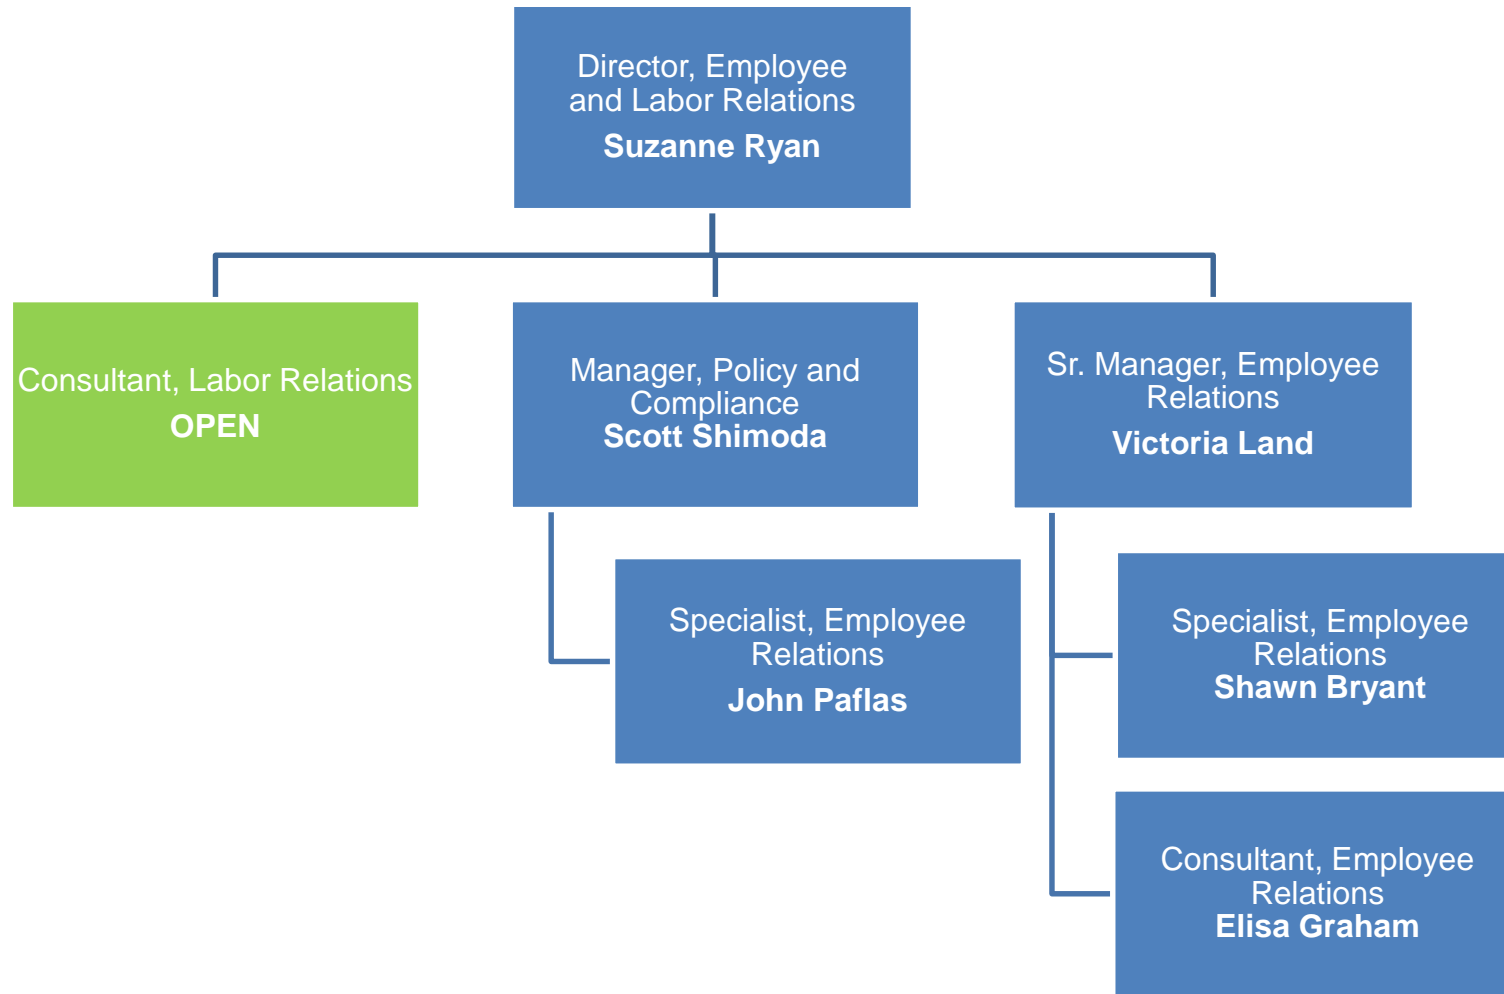 Director, Employee
and Labor Relations
Suzanne Ryan
Consultant, Labor Relations
OPEN
Manager, Policy and
Compliance
Scott Shimoda
Sr. Manager, Employee
Relations
Victoria Land
Specialist, Employee
Relations
John Paflas
Specialist, Employee
Relations
Shawn Bryant
Consultant, Employee
Relations
Elisa Graham